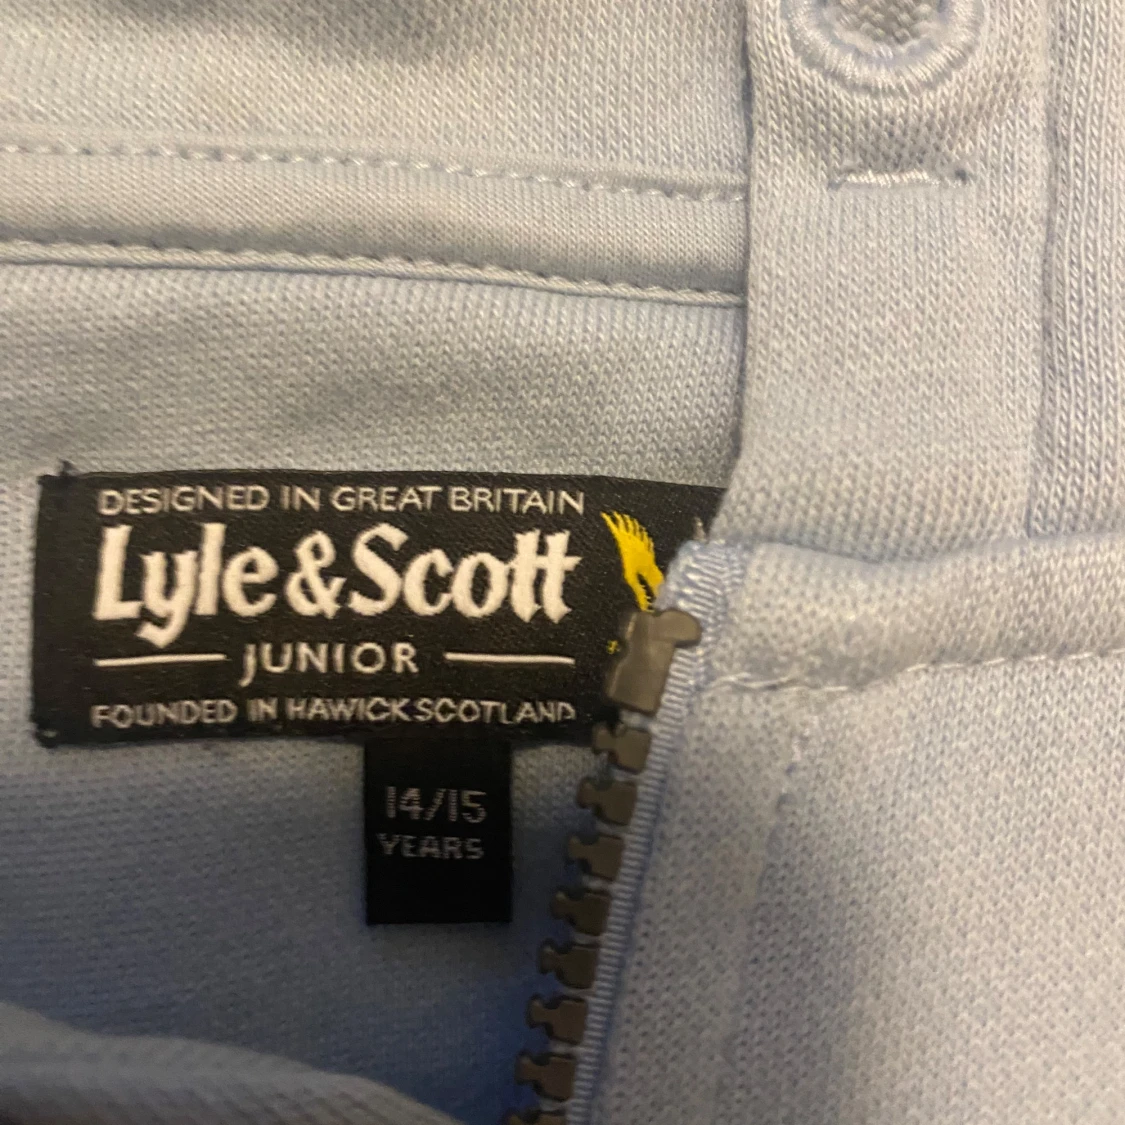 DESIGNED IN GREAT BRITAIN
Lyle&Scott
JUNIOR
FOUNDED IN HAWICK SCOTLAND
14/15
YEARS